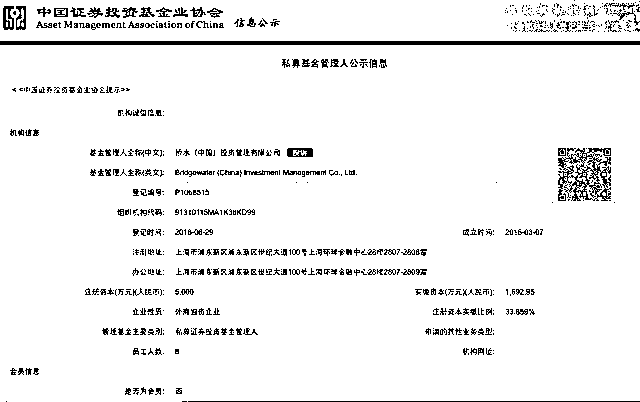 中国证券投资基金业协会 信息公示
Asset Management Association of China
私募基金管理人公示信息
<<中国证券投资基金业协会提示>>
机构诚信信息:
机构信息
基金管理人全称(中文): 桥水（中国）投资管理有限公司 投诉
基金管理人全称(英文): Bridgewater (China) Investment Management Co., Ltd.
登记编号: P1068515
组织机构代码:
登记时间: 2018-06-29 成立时间: 2016-03-07
注册地址: 上海市浦东新区浦东新区世纪大道100号上海环球金融中心28楼2807-2808室
办公地址: 上海市浦东新区浦东新区世纪大道100号上海环球金融中心28楼2807-2809室
注册资本(万元)(人民币): 5,000 实缴资本(万元)(人民币): 1,692.95
企业性质: 外商独资企业 注册资本实缴比例: 33.859%
管理基金主要类别: 私募证券投资基金管理人 申请的其他业务类型:
员工人数: 8 机构网址:
会员信息
是否为会员: 否